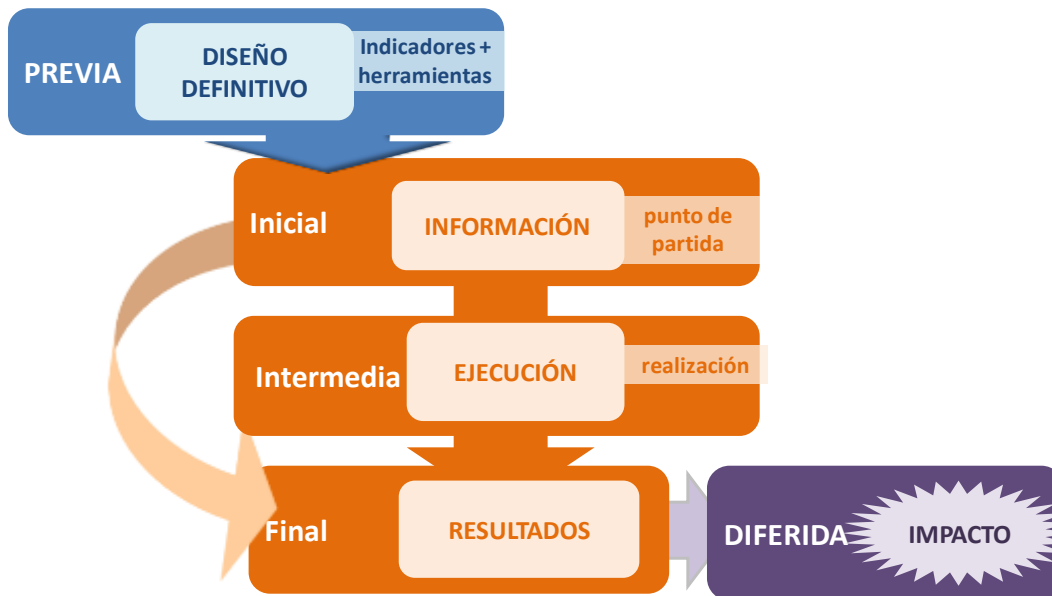 PREVIA
DISEÑO
DEFINITIVO
Indicadores +
herramientas
Inicial
INFORMACIÓN
punto de
partida
Intermedia
EJECUCIÓN
realización
Final
RESULTADOS
DIFERIDA
IMPACTO